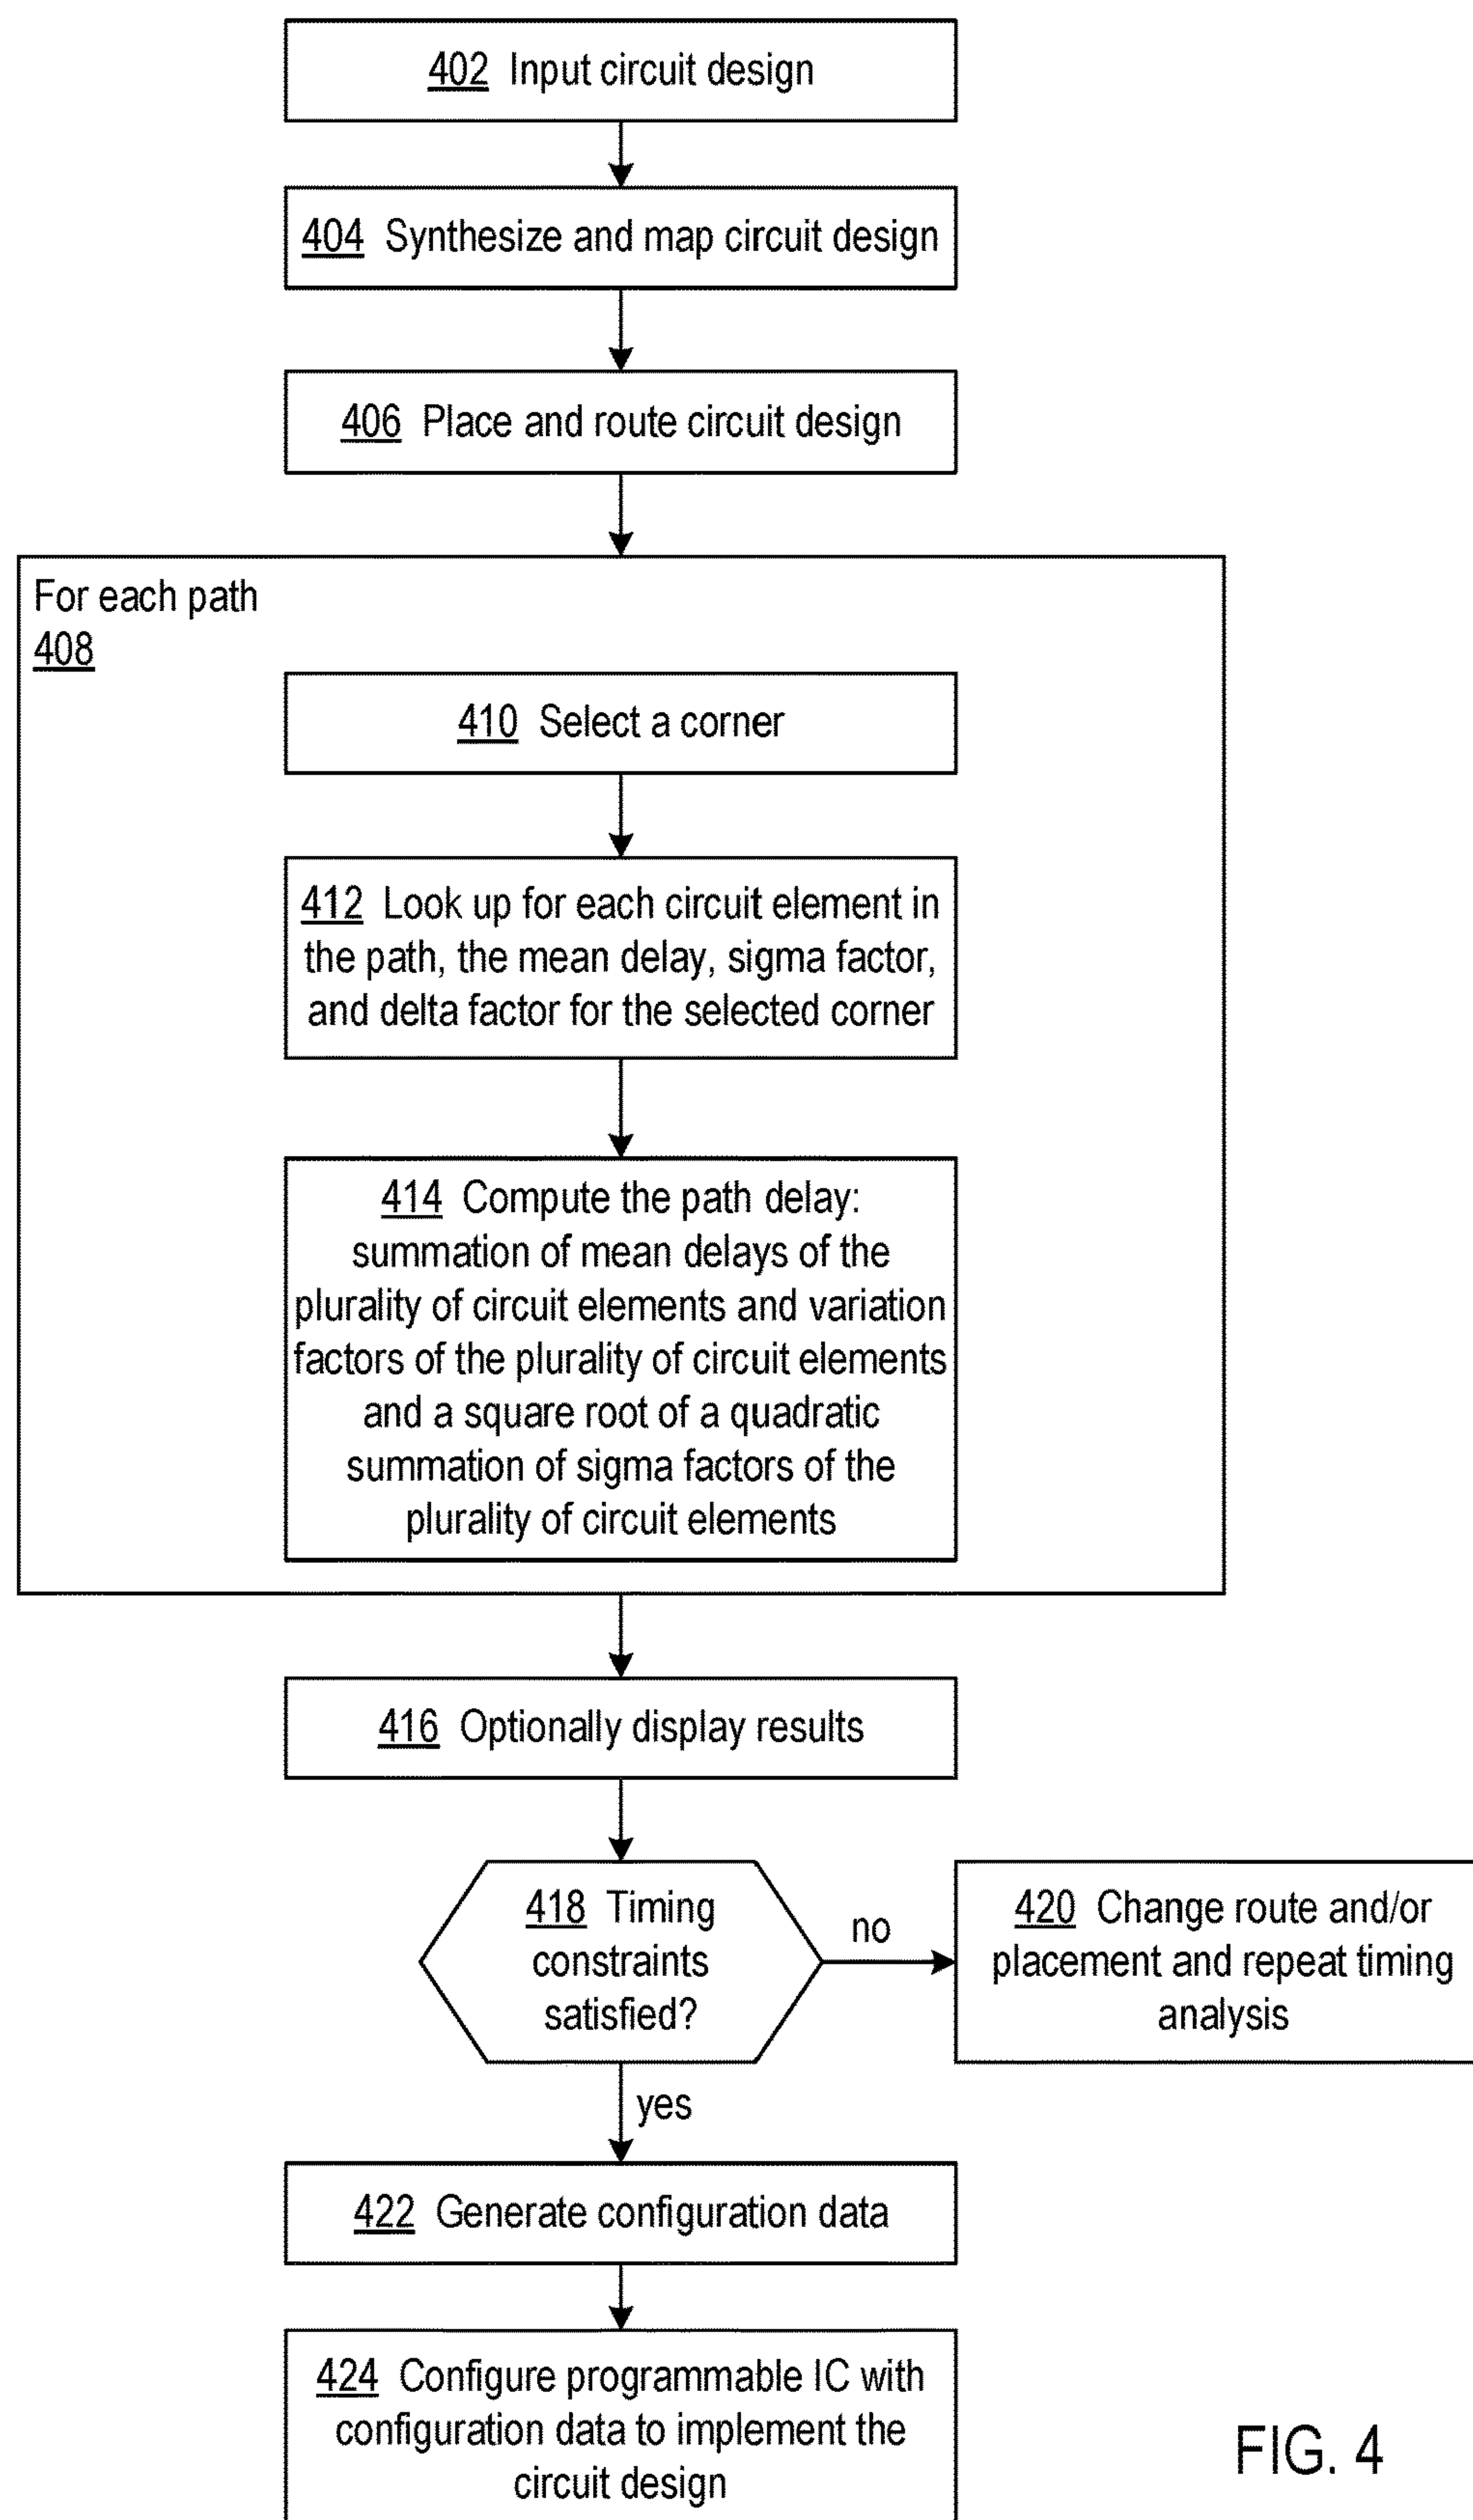 402 Input circuit design
404 Synthesize and map circuit design
406 Place and route circuit design
For each path
408
410 Select a corner
412 Look up for each circuit element in
the path, the mean delay, sigma factor,
and delta factor for the selected corner
414 Compute the path delay:
summation of mean delays of the
plurality of circuit elements and variation
factors of the plurality of circuit elements
and a square root of a quadratic
summation of sigma factors of the
plurality of circuit elements
416 Optionally display results
418 Timing
constraints
satisfied?
no
420 Change route and/or
placement and repeat timing
analysis
yes
422 Generate configuration data
424 Configure programmable IC with
configuration data to implement the
circuit design
FIG. 4